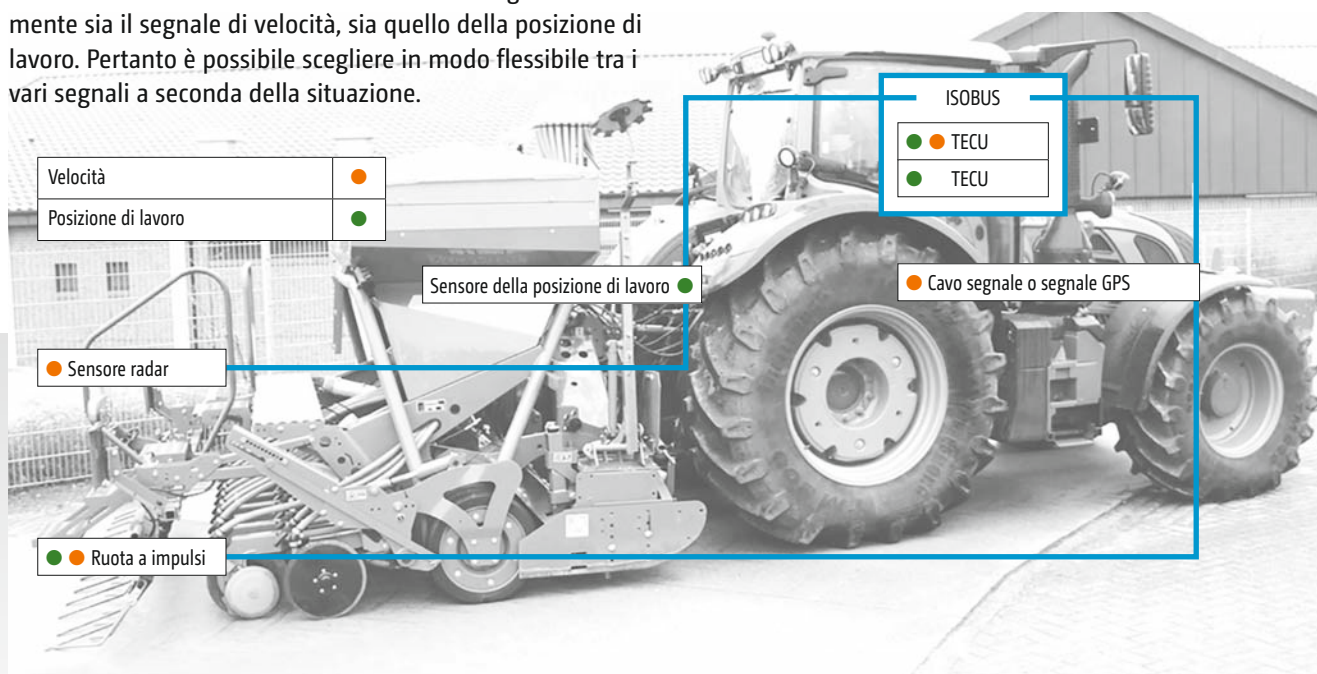 mente sia il segnale di velocità, sia quello della posizione di
lavoro. Pertanto è possibile scegliere in modo flessibile tra i
vari segnali a seconda della situazione.
ISOBUS
TECU
TECU
Velocità
Posizione di lavoro
Sensore della posizione di lavoro
Cavo segnale o segnale GPS
Sensore radar
Ruota a impulsi